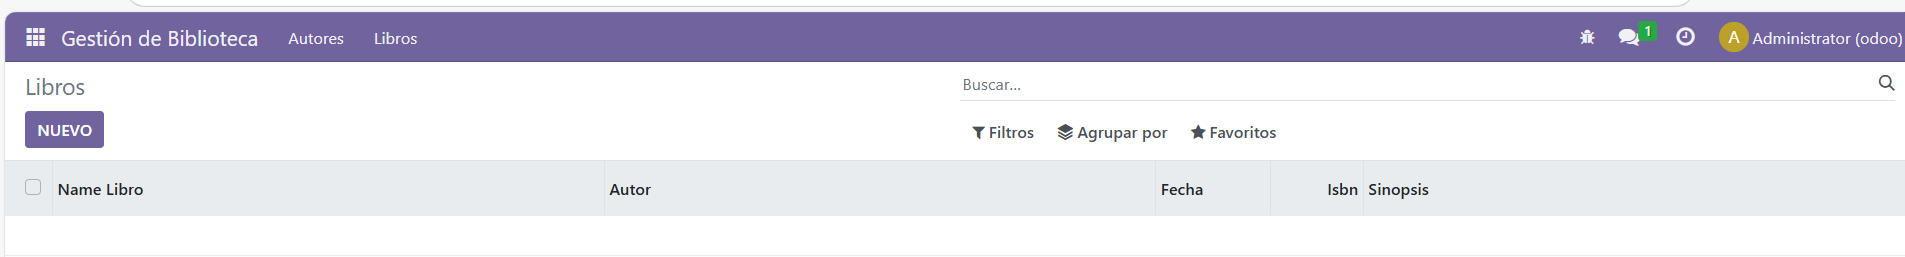 Gestión de Biblioteca Autores Libros 1 A Administrator (odoo)
Libros Buscar...
NUEVO Filtros Agrupar por Favoritos
Name Libro Autor Fecha Isbn Sinopsis